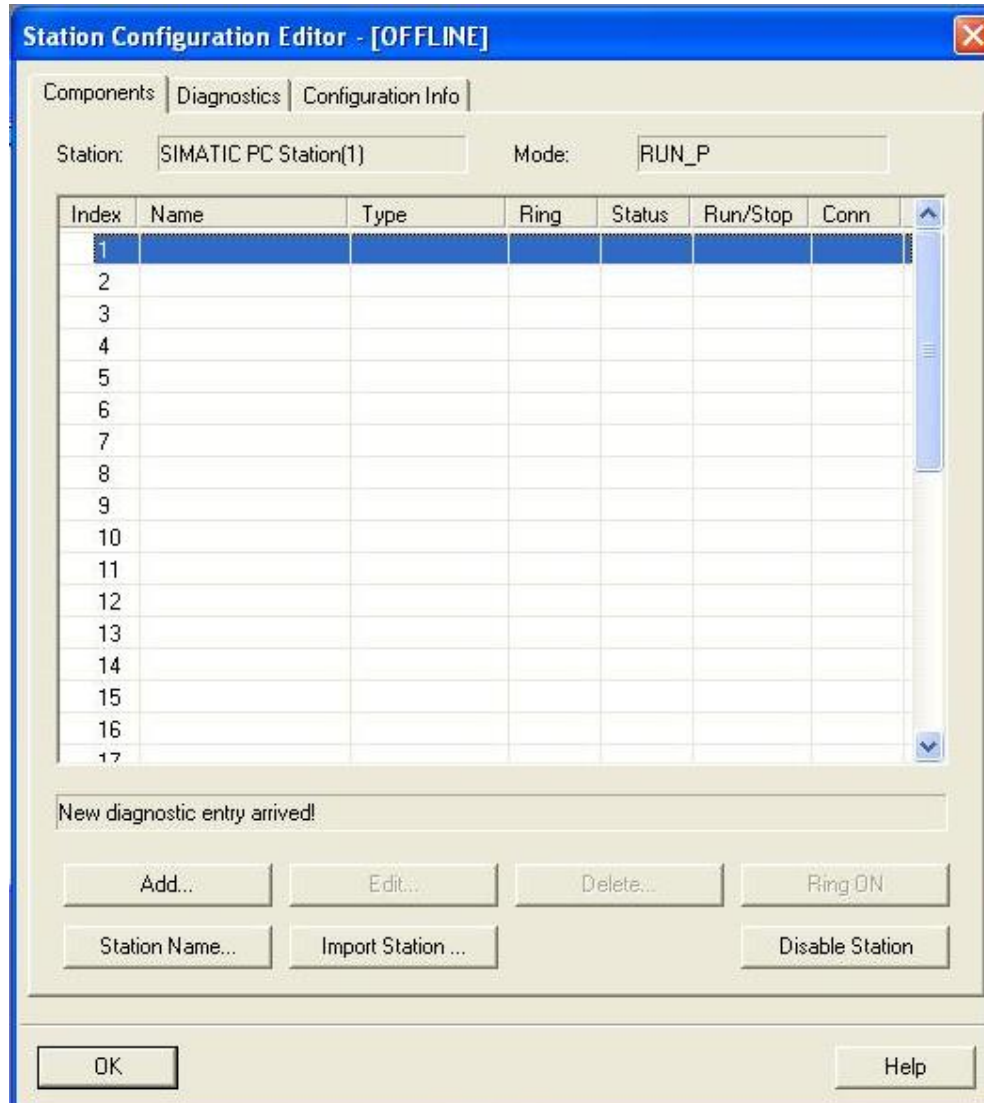 Station Configuration Editor - [OFFLINE]
Components Diagnostics Configuration Info
Station: SIMATIC PC Station(1) Mode: RUN_P
Index Name Type Ring Status Run/Stop Conn
1
2
3
4
5
6
7
8
9
10
11
12
13
14
15
16
17
New diagnostic entry arrived!
Add... Edit... Delete... Ring ON
Station Name... Import Station ... Disable Station
OK Help